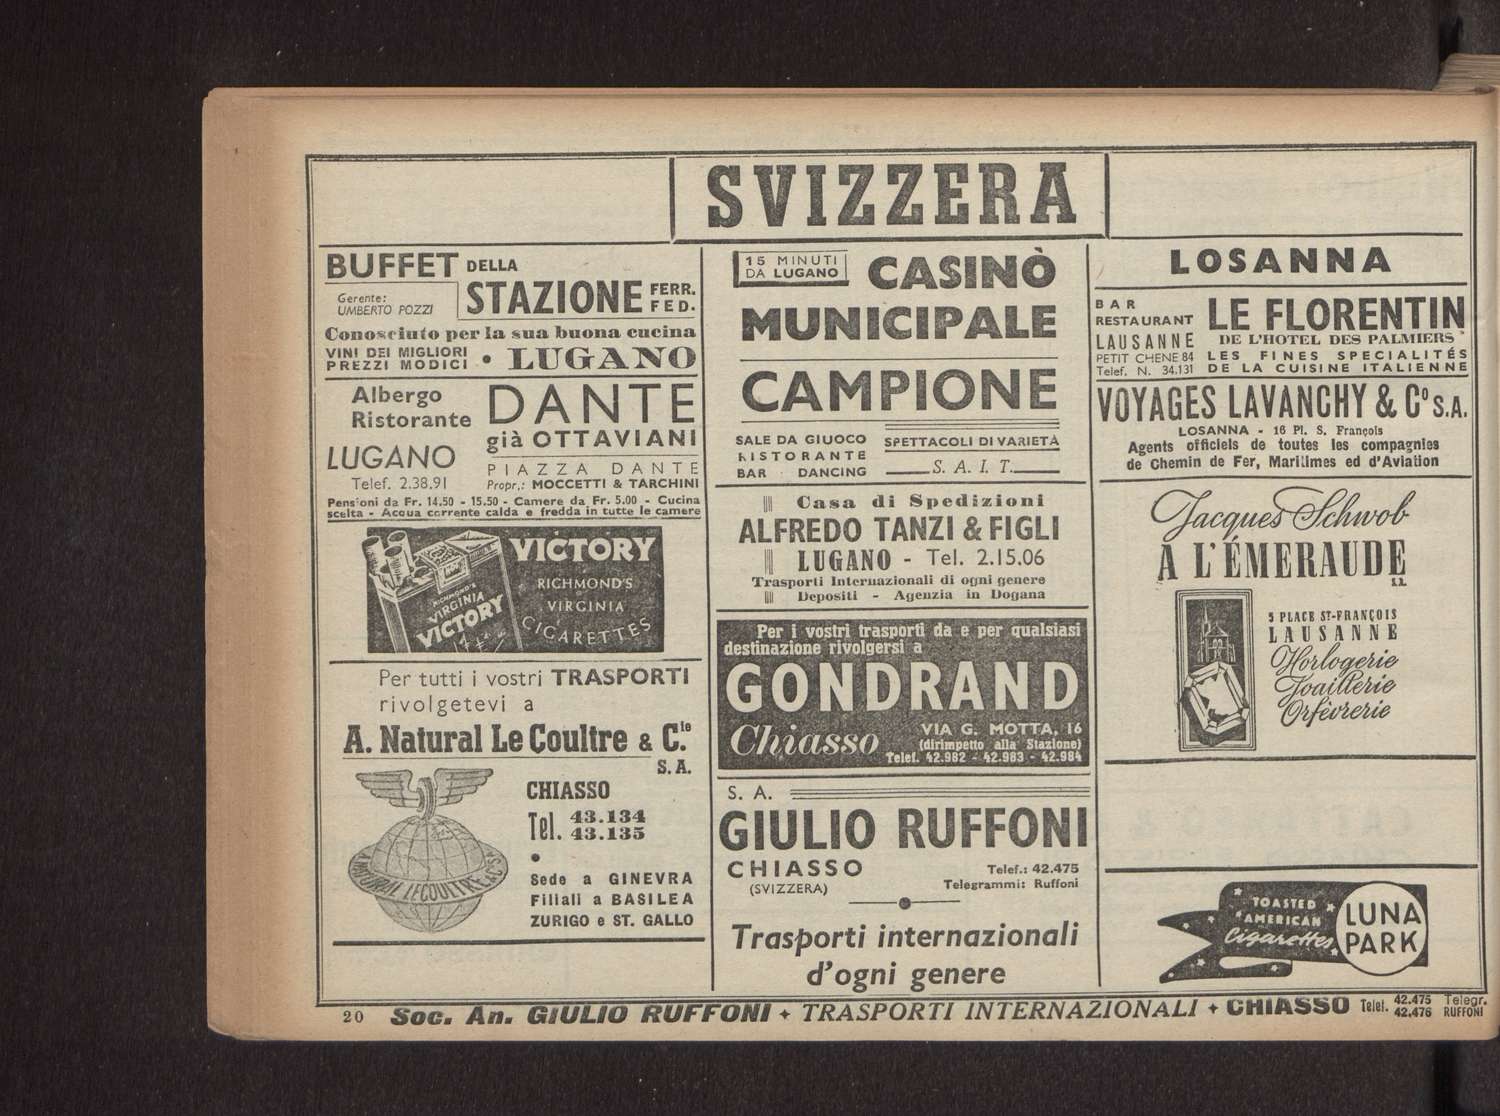 SVIZZERA
BUFFET DELLA
STAZIONE FERR. FED.
Gerente:
UMBERTO POZZI
Conosciuto per la sua buona cucina
VINI DEI MIGLIORI
PREZZI MODICI • LUGANO
Albergo
Ristorante
DANTE
già OTTAVIANI
LUGANO
Telef. 2.38.91
PIAZZA DANTE
Propr.: MOCCETTI & TARCHINI
Pensioni da Fr. 14.50 - 15.50 - Camere da Fr. 5.00 - Cucina
scelta - Acqua corrente calda e fredda in tutte le camere
RICHMOND'S
VIRGINIA
VICTORY
VICTORY
RICHMOND'S
VIRGINIA
CIGARETTES
Per tutti i vostri TRASPORTI
rivolgetevi a
A. Natural Le Coultre & C.ie
S. A.
A. NATURAL LECOULTRE & C. SA
CHIASSO
Tel. 43.134
43.135
•
Sede a GINEVRA
Filiali a BASILEA
ZURIGO e ST. GALLO
15 MINUTI
DA LUGANO
CASINÒ
MUNICIPALE
CAMPIONE
SALE DA GIUOCO
RISTORANTE
BAR - DANCING
SPETTACOLI DI VARIETÀ
S. A. I. T.
Casa di Spedizioni
ALFREDO TANZI & FIGLI
LUGANO - Tel. 2.15.06
Trasporti Internazionali di ogni genere
Depositi - Agenzia in Dogana
Per i vostri trasporti da e per qualsiasi
destinazione rivolgersi a
GONDRAND
Chiasso
VIA G. MOTTA, 16
(dirimpetto alla Stazione)
Telef. 42.982 - 42.983 - 42.984
S. A.
GIULIO RUFFONI
CHIASSO
(SVIZZERA)
Telef.: 42.475
Telegrammi: Ruffoni
Trasporti internazionali
d'ogni genere
LOSANNA
BAR
RESTAURANT
LAUSANNE
PETIT CHENE 84
Telef. N. 34.131
LE FLORENTIN
DE L'HOTEL DES PALMIERS
LES FINES SPECIALITÉS
DE LA CUISINE ITALIENNE
VOYAGES LAVANCHY & Cº S.A.
LOSANNA - 16 Pl. S. François
Agents officiels de toutes les compagnies
de Chemin de Fer, Maritimes ed d'Aviation
Jacques Schwob
A L'ÉMERAUDE
S.A.
5 PLACE ST-FRANÇOIS
LAUSANNE
Horlogerie
Joaillerie
Orfèvrerie
TOASTED
AMERICAN
Cigarettes
LUNA
PARK
20 Soc. An. GIULIO RUFFONI + TRASPORTI INTERNAZIONALI + CHIASSO Telef. 42.475 42.476 Telegr. RUFFONI